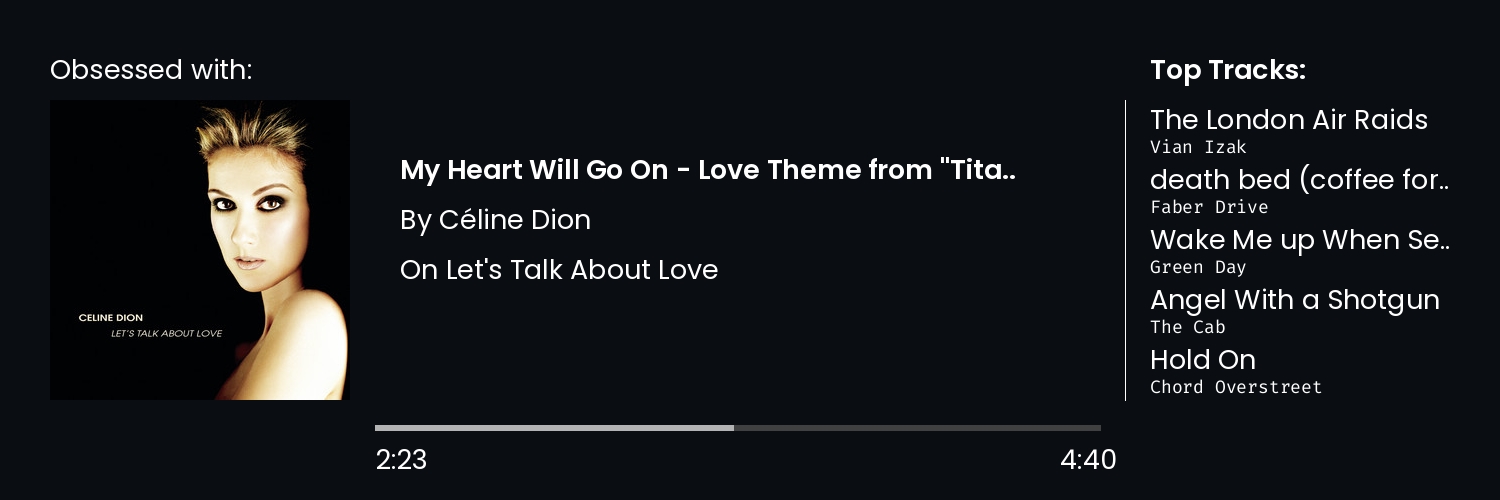 Obsessed with:
CELINE DION
LET'S TALK ABOUT LOVE
My Heart Will Go On - Love Theme from "Tita..
By Céline Dion
On Let's Talk About Love
2:23
4:40
Top Tracks:
The London Air Raids
Vian Izak
death bed (coffee for..
Faber Drive
Wake Me up When Se..
Green Day
Angel With a Shotgun
The Cab
Hold On
Chord Overstreet